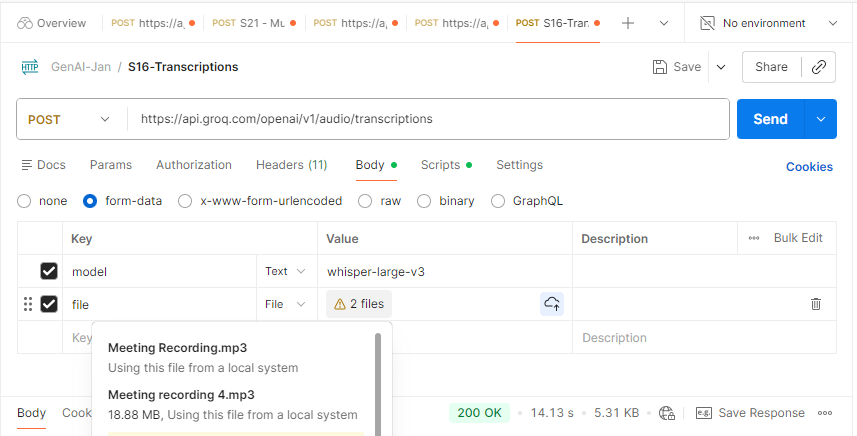 Overview POST https://a POST S21 - Mu POST https://a POST https://a POST S16-Tran No environment
HTTP GenAI-Jan / S16-Transcriptions Save Share
POST https://api.groq.com/openai/v1/audio/transcriptions Send
Docs Params Authorization Headers (11) Body Scripts Settings Cookies
none form-data x-www-form-urlencoded raw binary GraphQL
Key Value Description Bulk Edit
model Text whisper-large-v3
file File 2 files
Key Description
Meeting Recording.mp3
Using this file from a local system
Meeting recording 4.mp3
18.88 MB, Using this file from a local system
Body Cook 200 OK 14.13 s 5.31 KB e.g. Save Response